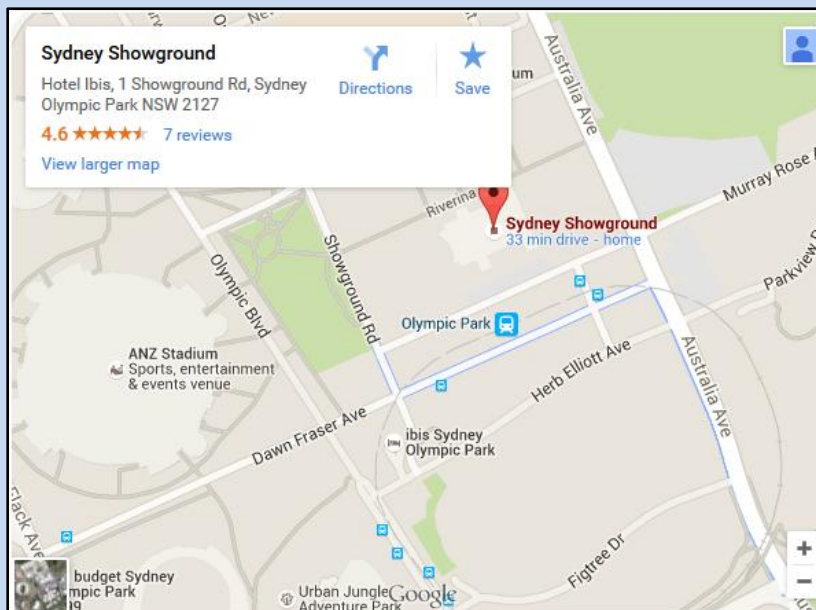 Sydney Showground
Hotel Ibis, 1 Showground Rd, Sydney
Olympic Park NSW 2127
4.6 7 reviews
View larger map
Directions
Save
Australia Ave
Murray Rose
Riverina
Sydney Showground
33 min drive - home
Parkview
Showground Rd
Olympic Blvd
Olympic Park
ANZ Stadium
Sports, entertainment
& events venue
Herb Elliott Ave
Australia Ave
Dawn Fraser Ave
ibis Sydney
Olympic Park
Figtree Dr
budget Sydney
Urban Jungle
Adventure Park
Google
+
−